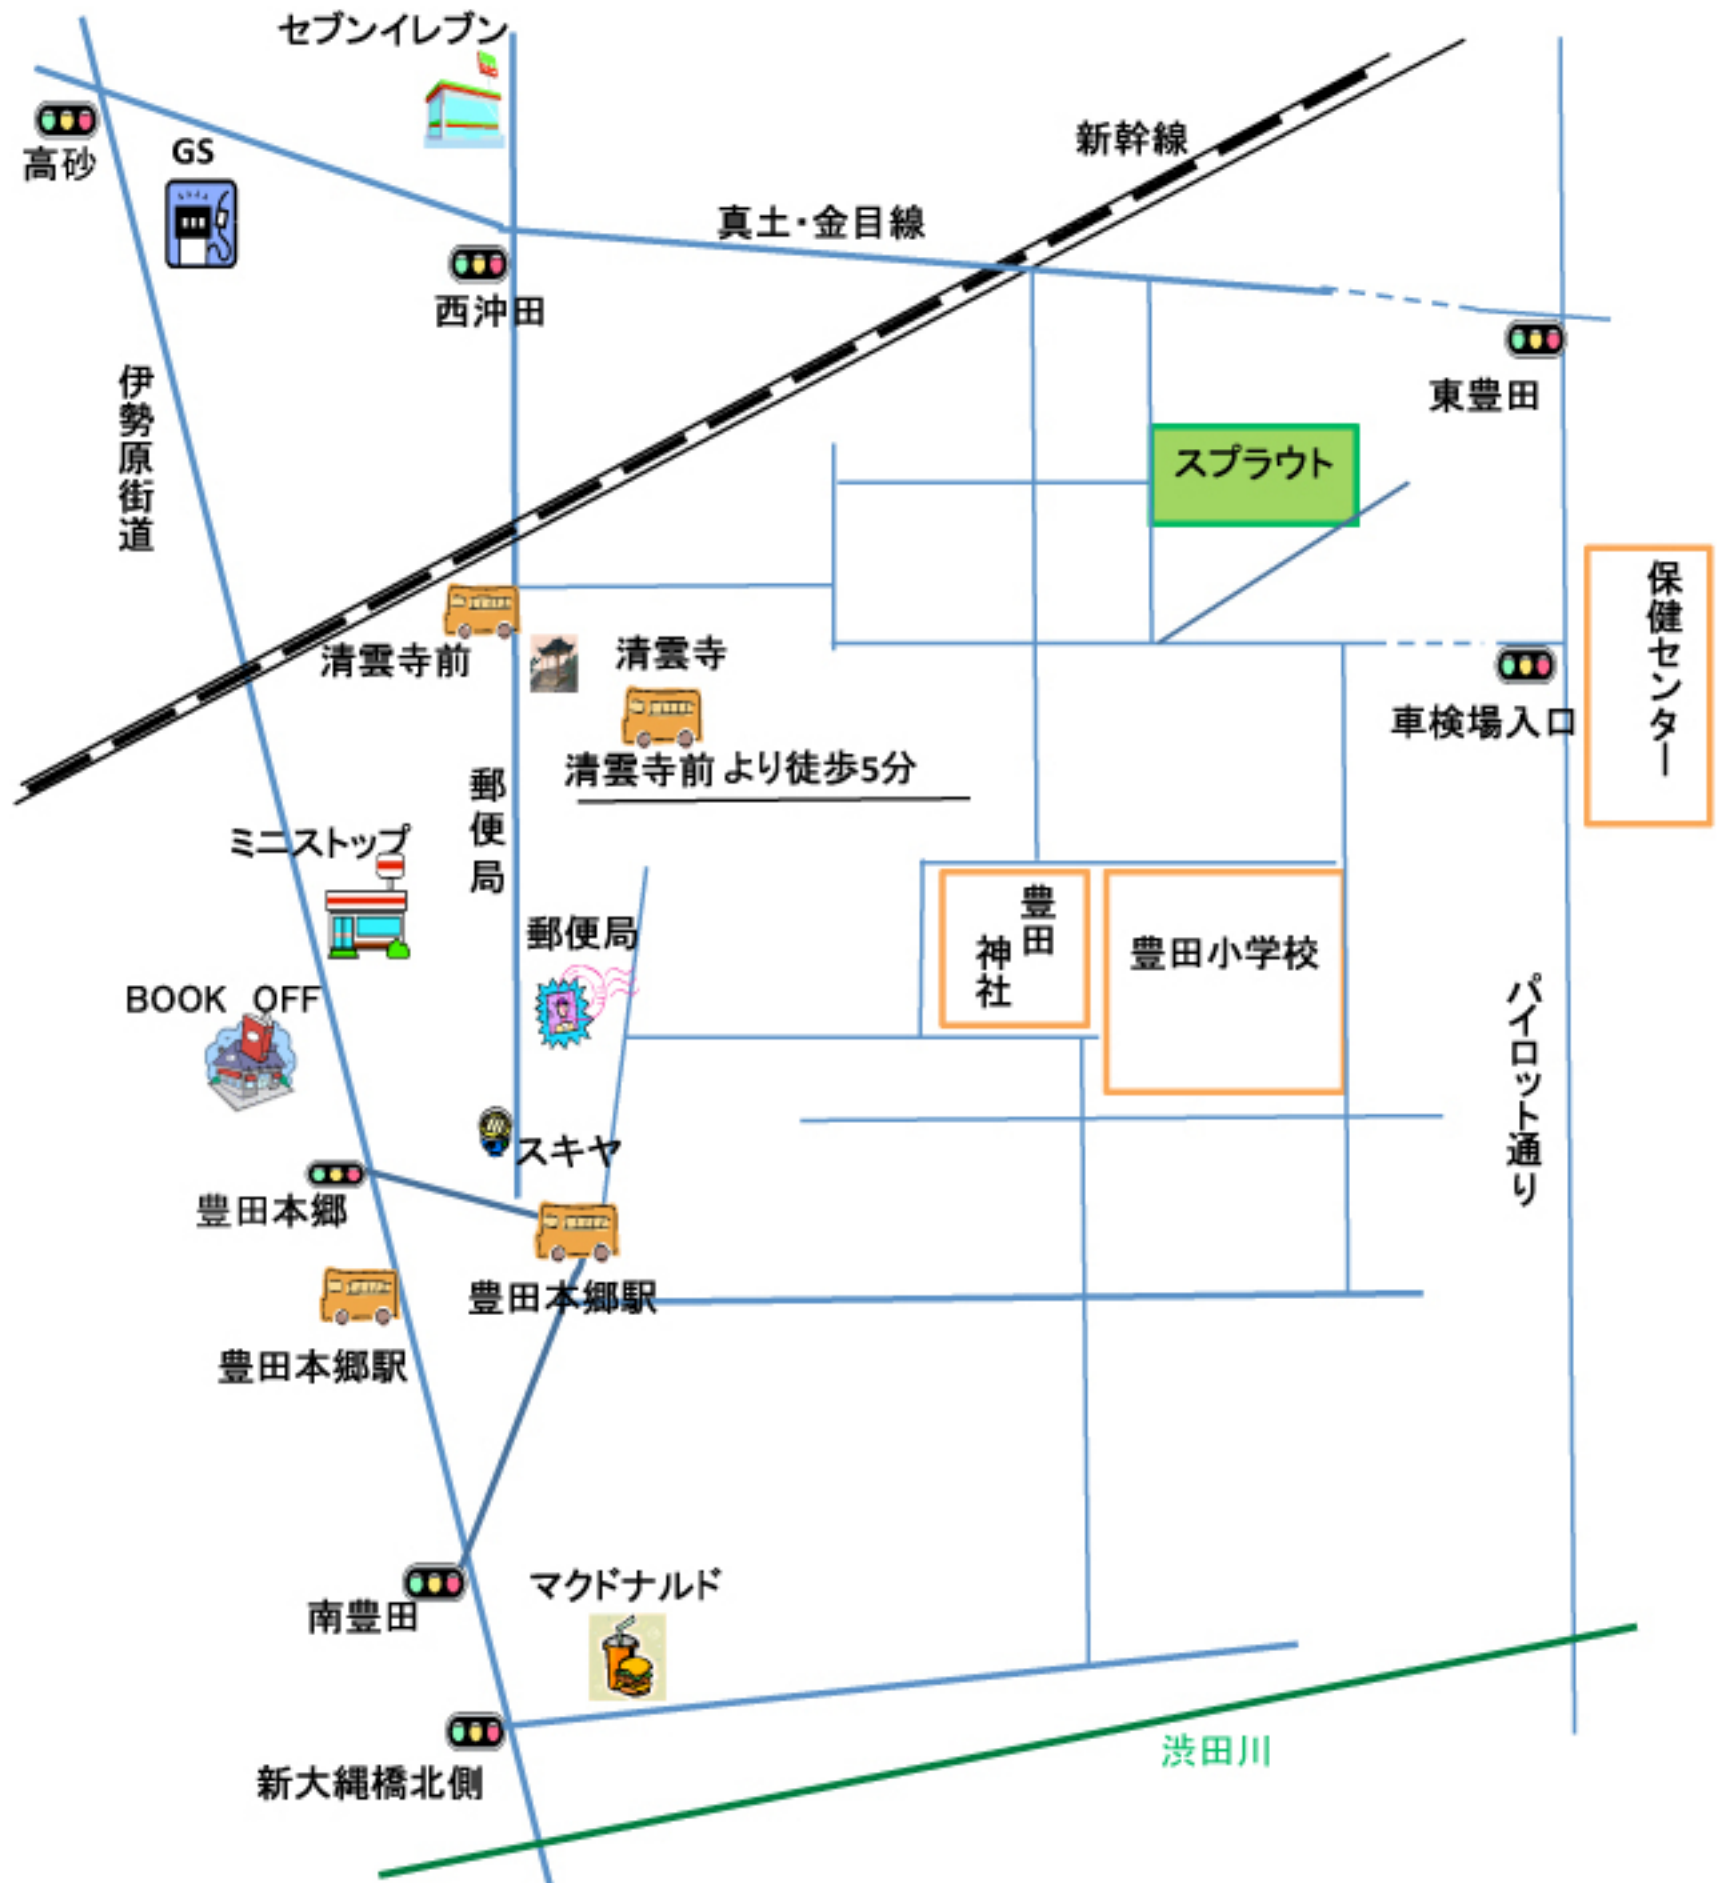 セブンイレブン
高砂
GS
新幹線
真土・金目線
西沖田
東豊田
伊勢原街道
スプラウト
保健センター
清雲寺前
清雲寺
車検場入口
清雲寺前より徒歩5分
郵便局
ミニストップ
豊田
神社
郵便局
豊田小学校
BOOK OFF
パイロット通り
スキヤ
豊田本郷
豊田本郷駅
豊田本郷駅
マクドナルド
南豊田
渋田川
新大縄橋北側